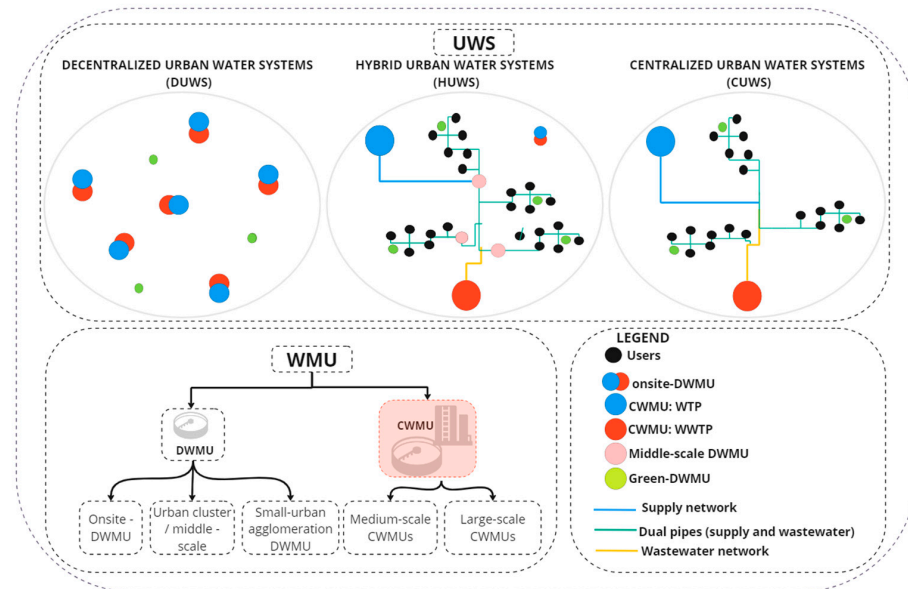 UWS
DECENTRALIZED URBAN WATER SYSTEMS
(DUWS)
HYBRID URBAN WATER SYSTEMS
(HUWS)
CENTRALIZED URBAN WATER SYSTEMS
(CUWS)
WMU
DWMU
CWMU
Onsite -
DWMU
Urban cluster
/ middle -
scale
Small-urban
agglomeration
DWMU
Medium-scale
CWMUs
Large-scale
CWMUs
LEGEND
Users
onsite-DWMU
CWMU: WTP
CWMU: WWTP
Middle-scale DWMU
Green-DWMU
Supply network
Dual pipes (supply and wastewater)
Wastewater network